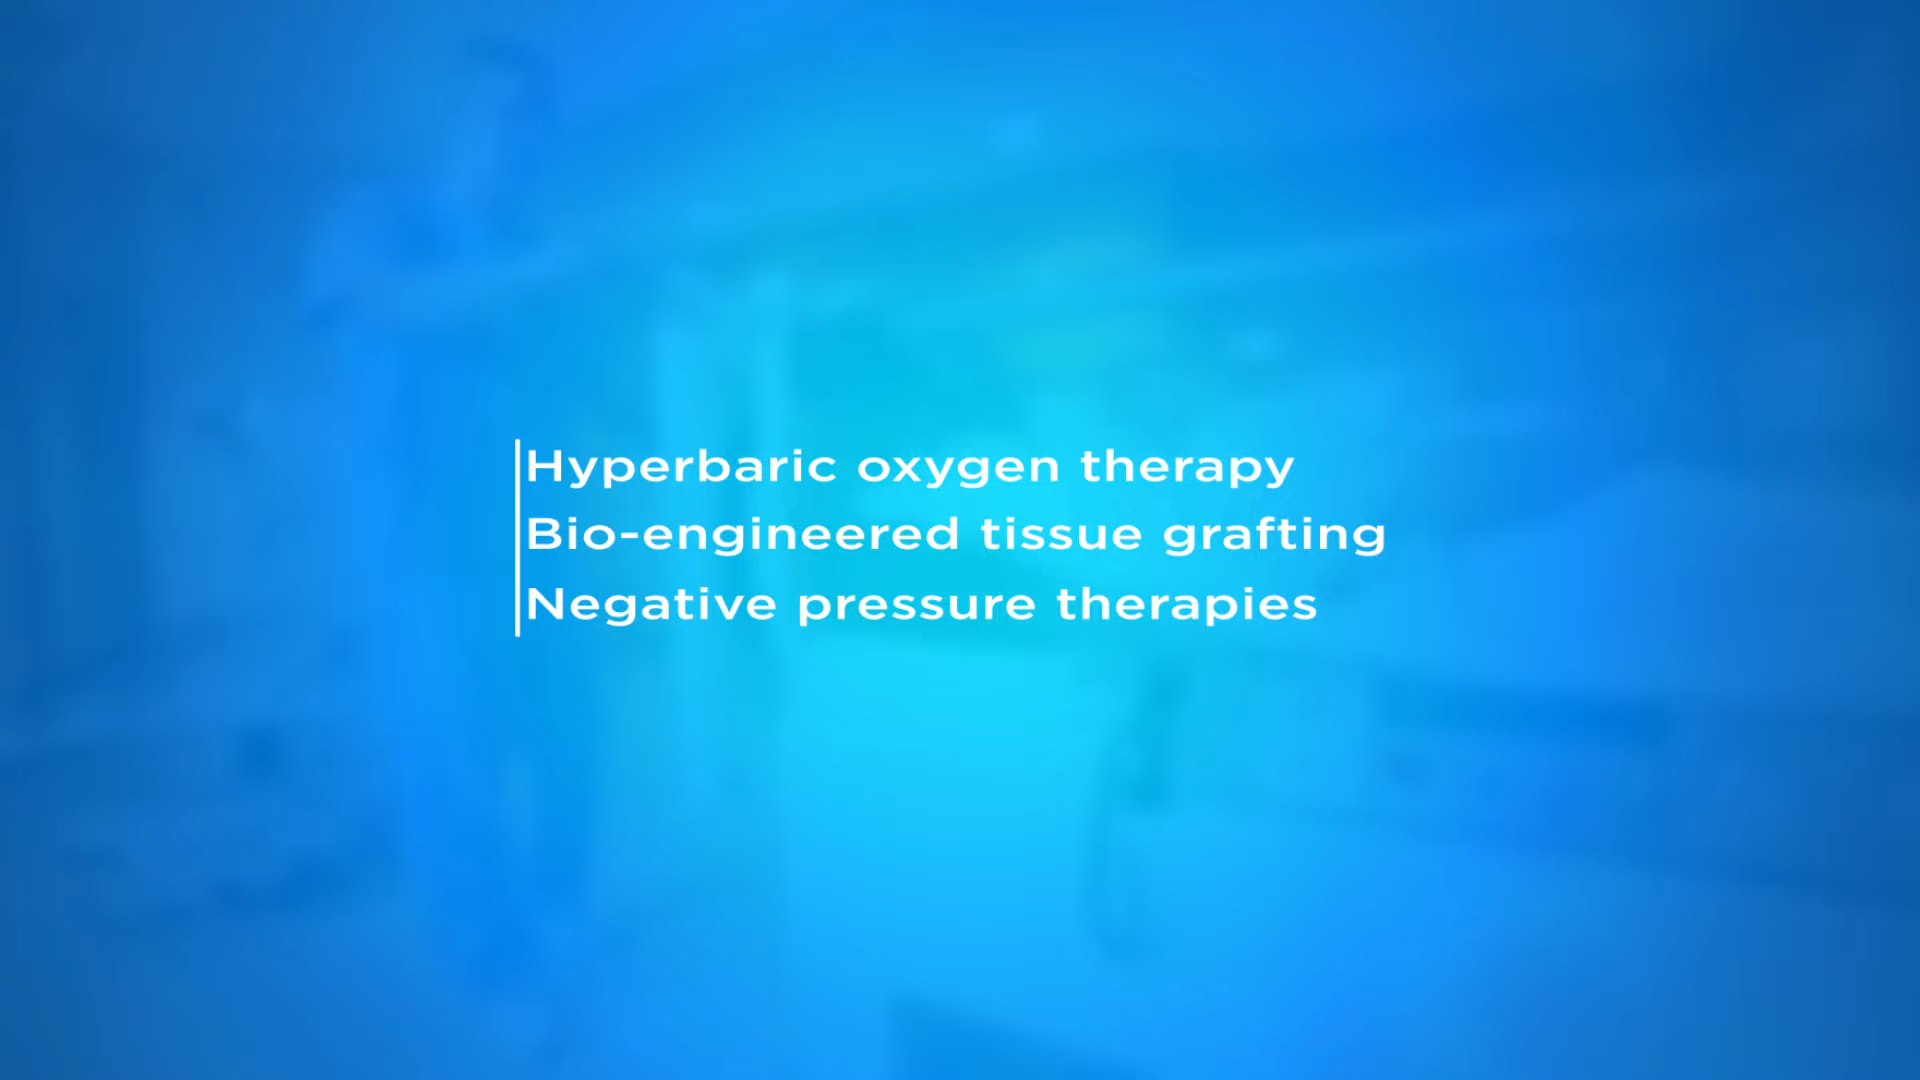 Hyperbaric oxygen therapy
Bio-engineered tissue grafting
Negative pressure therapies